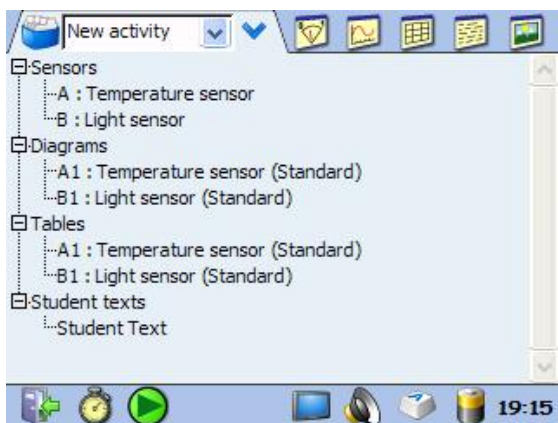 New activity
Sensors
A : Temperature sensor
B : Light sensor
Diagrams
A1 : Temperature sensor (Standard)
B1 : Light sensor (Standard)
Tables
A1 : Temperature sensor (Standard)
B1 : Light sensor (Standard)
Student texts
Student Text
19:15